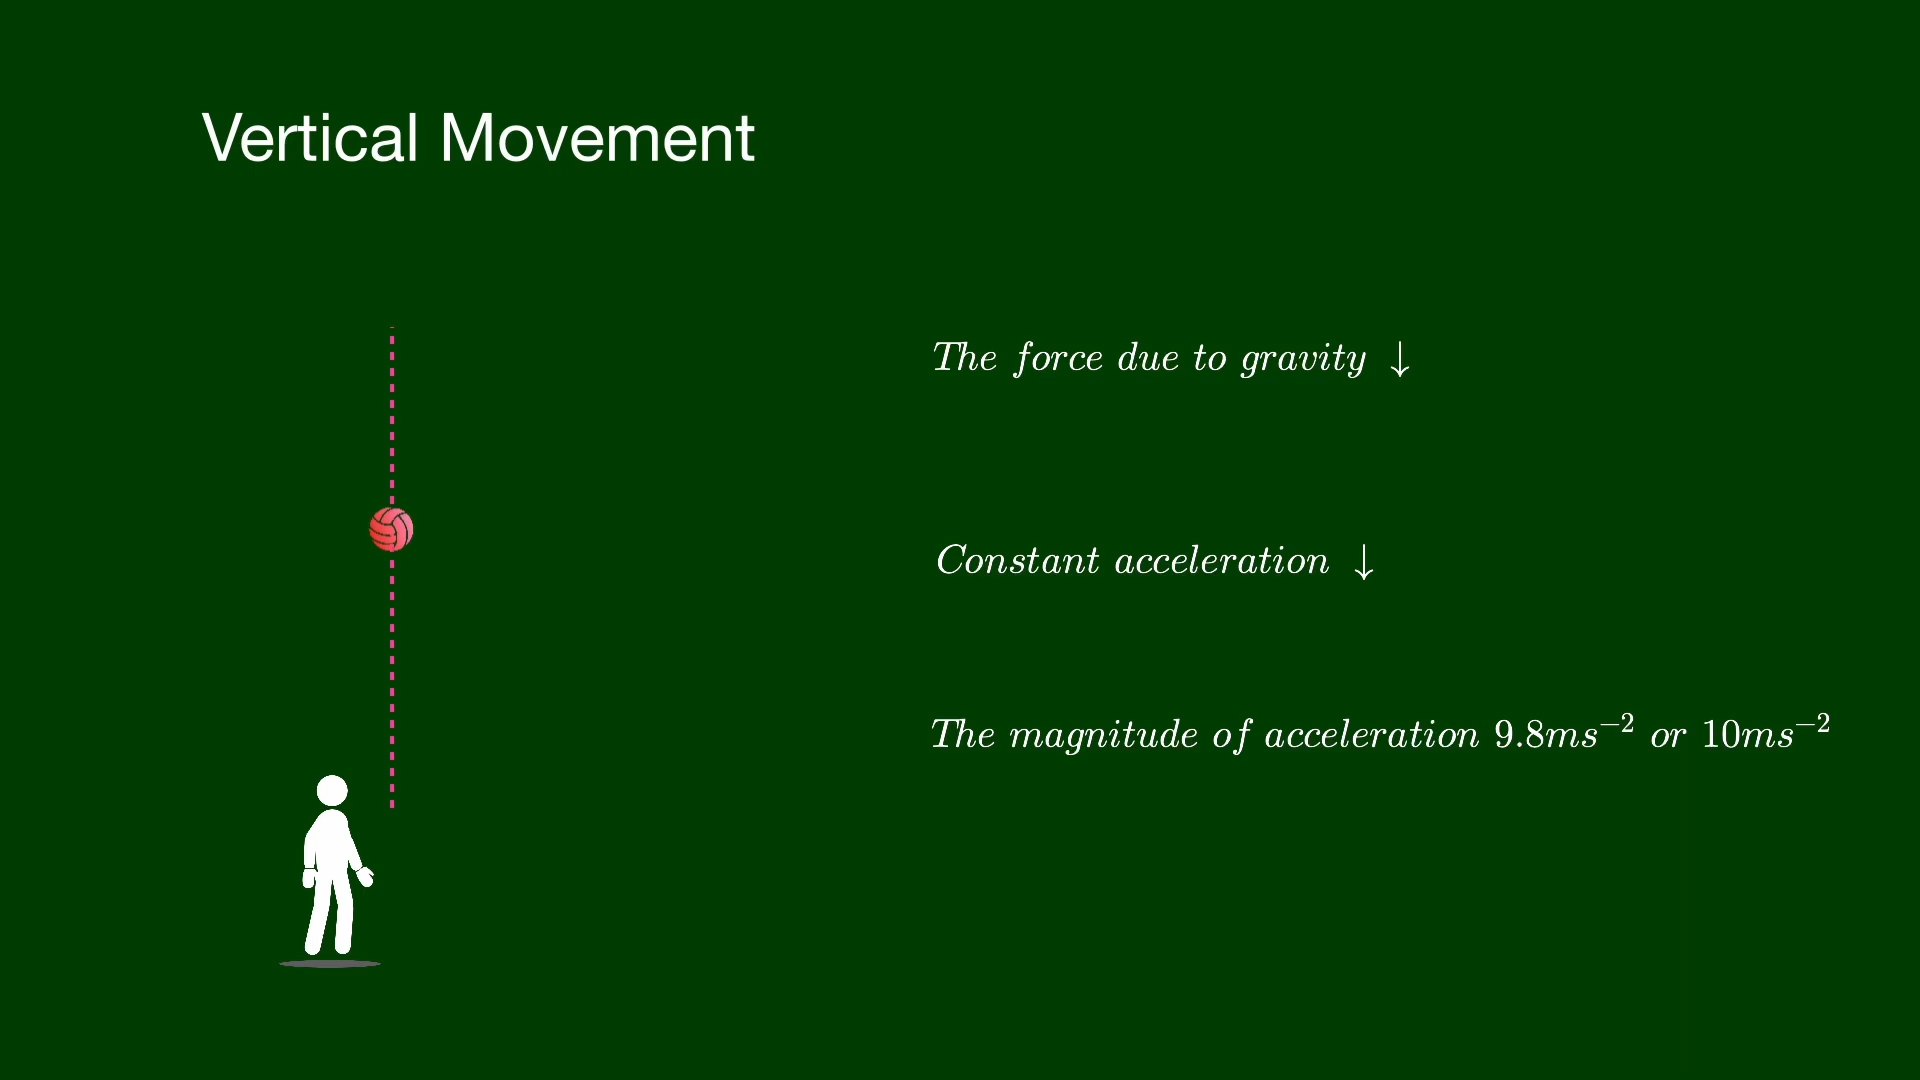 Vertical Movement
The force due to gravity ↓
Constant acceleration ↓
The magnitude of acceleration 9.8ms⁻² or 10ms⁻²